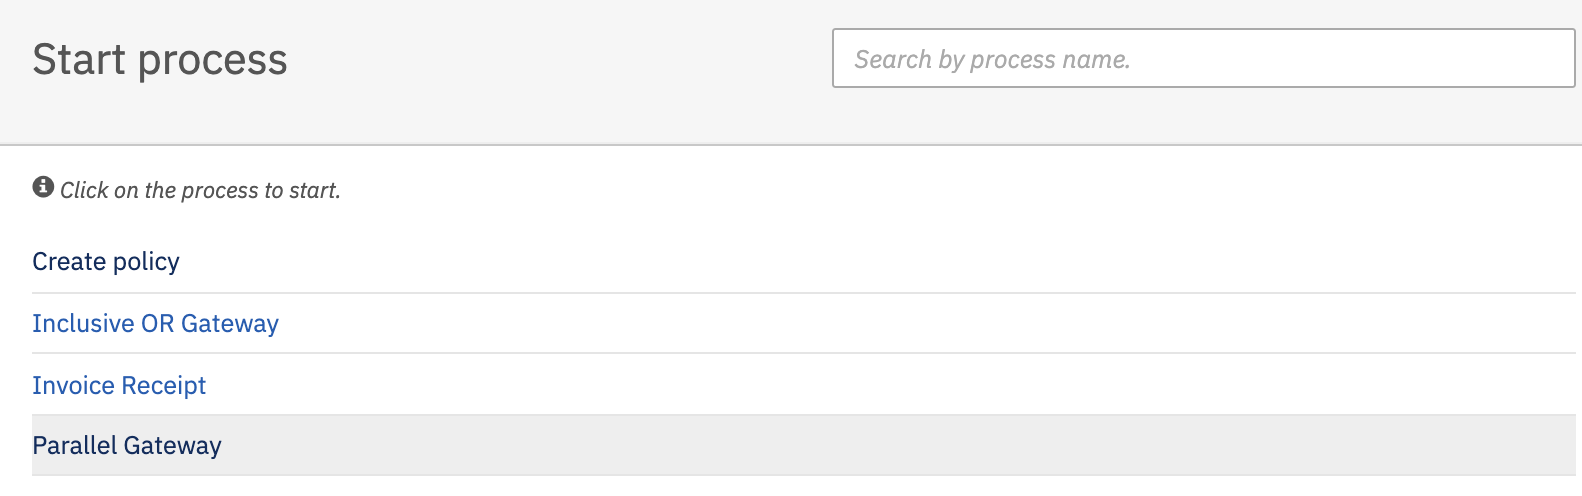 Start process
Search by process name.
Click on the process to start.
Create policy
Inclusive OR Gateway
Invoice Receipt
Parallel Gateway